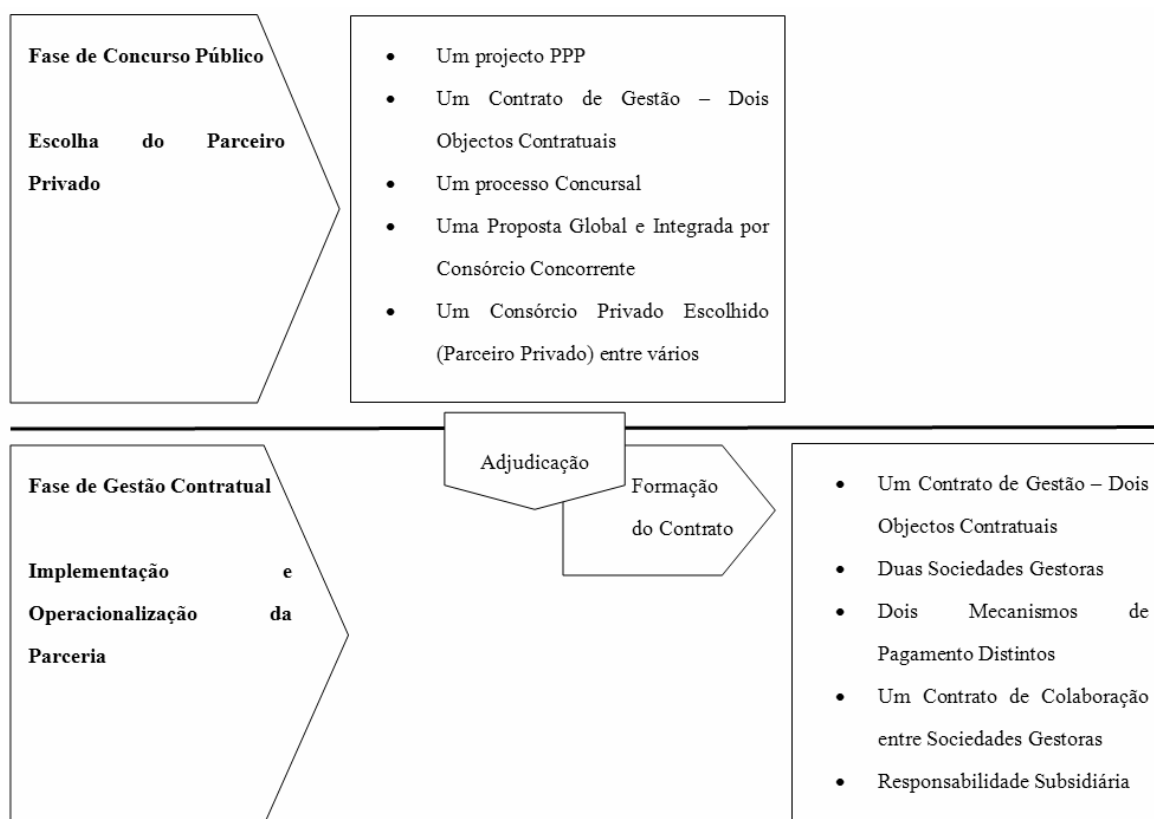 Fase de Concurso Público
Escolha do Parceiro
Privado
• Um projecto PPP
• Um Contrato de Gestão – Dois
Objectos Contratuais
• Um processo Concursal
• Uma Proposta Global e Integrada por
Consórcio Concorrente
• Um Consórcio Privado Escolhido
(Parceiro Privado) entre vários
Adjudicação
Formação
do Contrato
Fase de Gestão Contratual
Implementação e
Operacionalização da
Parceria
• Um Contrato de Gestão – Dois
Objectos Contratuais
• Duas Sociedades Gestoras
• Dois Mecanismos de
Pagamento Distintos
• Um Contrato de Colaboração
entre Sociedades Gestoras
• Responsabilidade Subsidiária